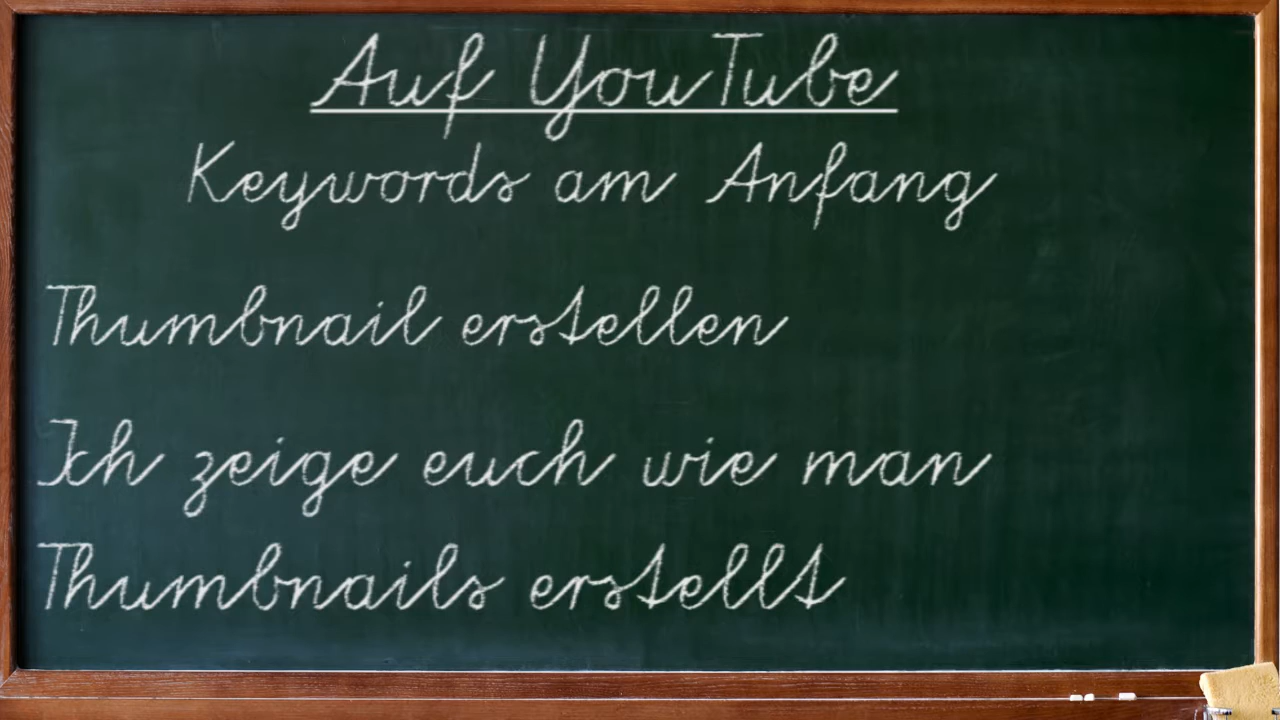 Auf YouTube
Keywords am Anfang
Thumbnail erstellen
Ich zeige euch wie man
Thumbnails erstellt